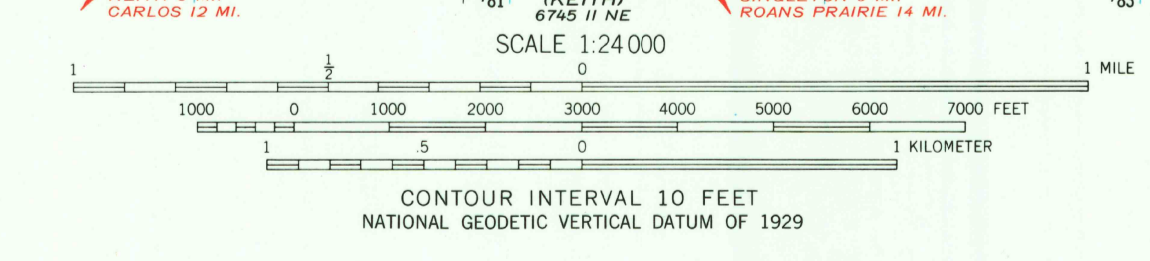 CARLOS 12 MI.
6745 II NE
ROANS PRAIRIE 14 MI.
SCALE 1:24 000
1 1/2 0 1 MILE
1000 0 1000 2000 3000 4000 5000 6000 7000 FEET
1 .5 0 1 KILOMETER
CONTOUR INTERVAL 10 FEET
NATIONAL GEODETIC VERTICAL DATUM OF 1929